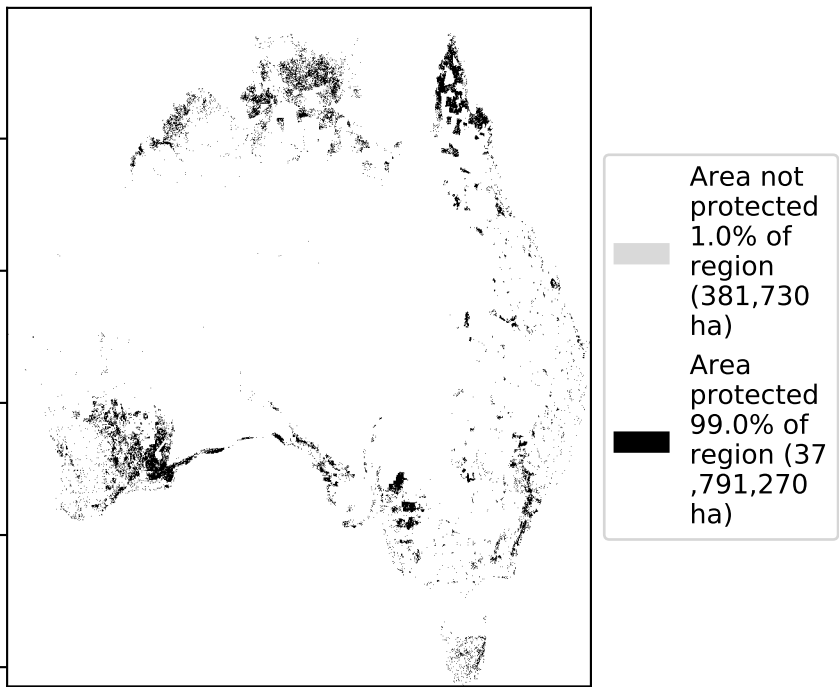 Area not
protected
1.0% of
region
(381,730
ha)
Area
protected
99.0% of
region (37
,791,270
ha)